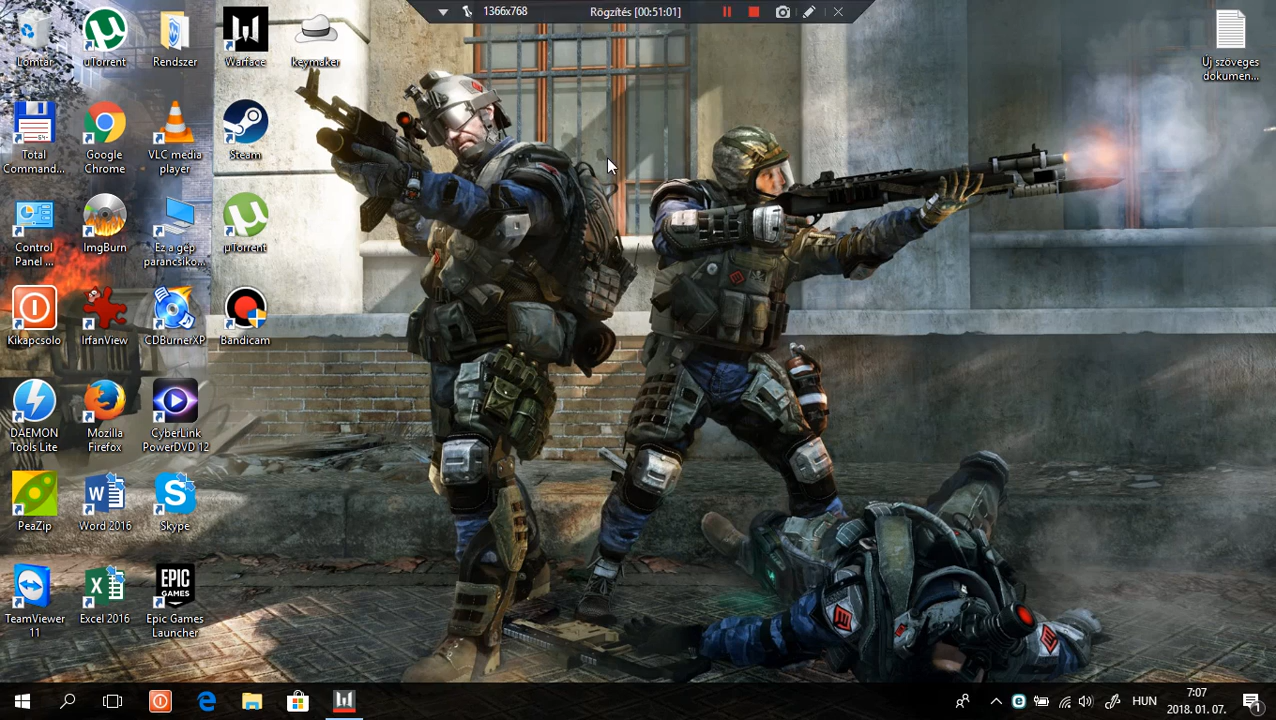 1366x768
Rögzítés [00:51:01]
Lomtár
uTorrent
Rendszer
Warface
keymaker
Új szöveges
dokumen...
Total
Command...
Google
Chrome
VLC media
player
Steam
Control
Panel ...
ImgBurn
Ez a gép
parancsiko...
µTorrent
Kikapcsolo
IrfanView
CDBurnerXP
Bandicam
DAEMON
Tools Lite
Mozilla
Firefox
CyberLink
PowerDVD 12
PeaZip
Word 2016
Skype
EPIC
GAMES
TeamViewer
11
Excel 2016
Epic Games
Launcher
HUN
7:07
2018. 01. 07.